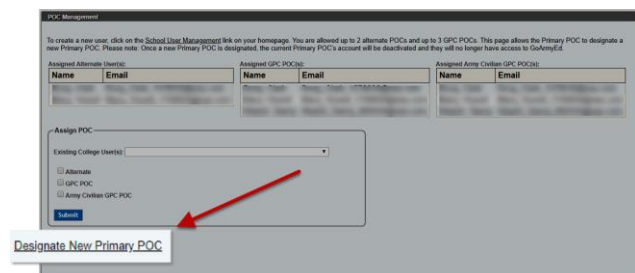 POC Management
To create a new user, click on the School User Management link on your homepage. You are allowed up to 2 alternate POCs and up to 3 GPC POCs. This page allows the Primary POC to designate a
new Primary POC. Please note: Once a new Primary POC is designated, the current Primary POC's account will be deactivated and they will no longer have access to GoArmyEd.
Assigned Alternate User(s):
Name Email
Assigned GPC POC(s):
Name Email
Assigned Army Civilian GPC POC(s):
Name Email
Assign POC
Existing College User(s):
Alternate
GPC POC
Army Civilian GPC POC
Submit
Designate New Primary POC